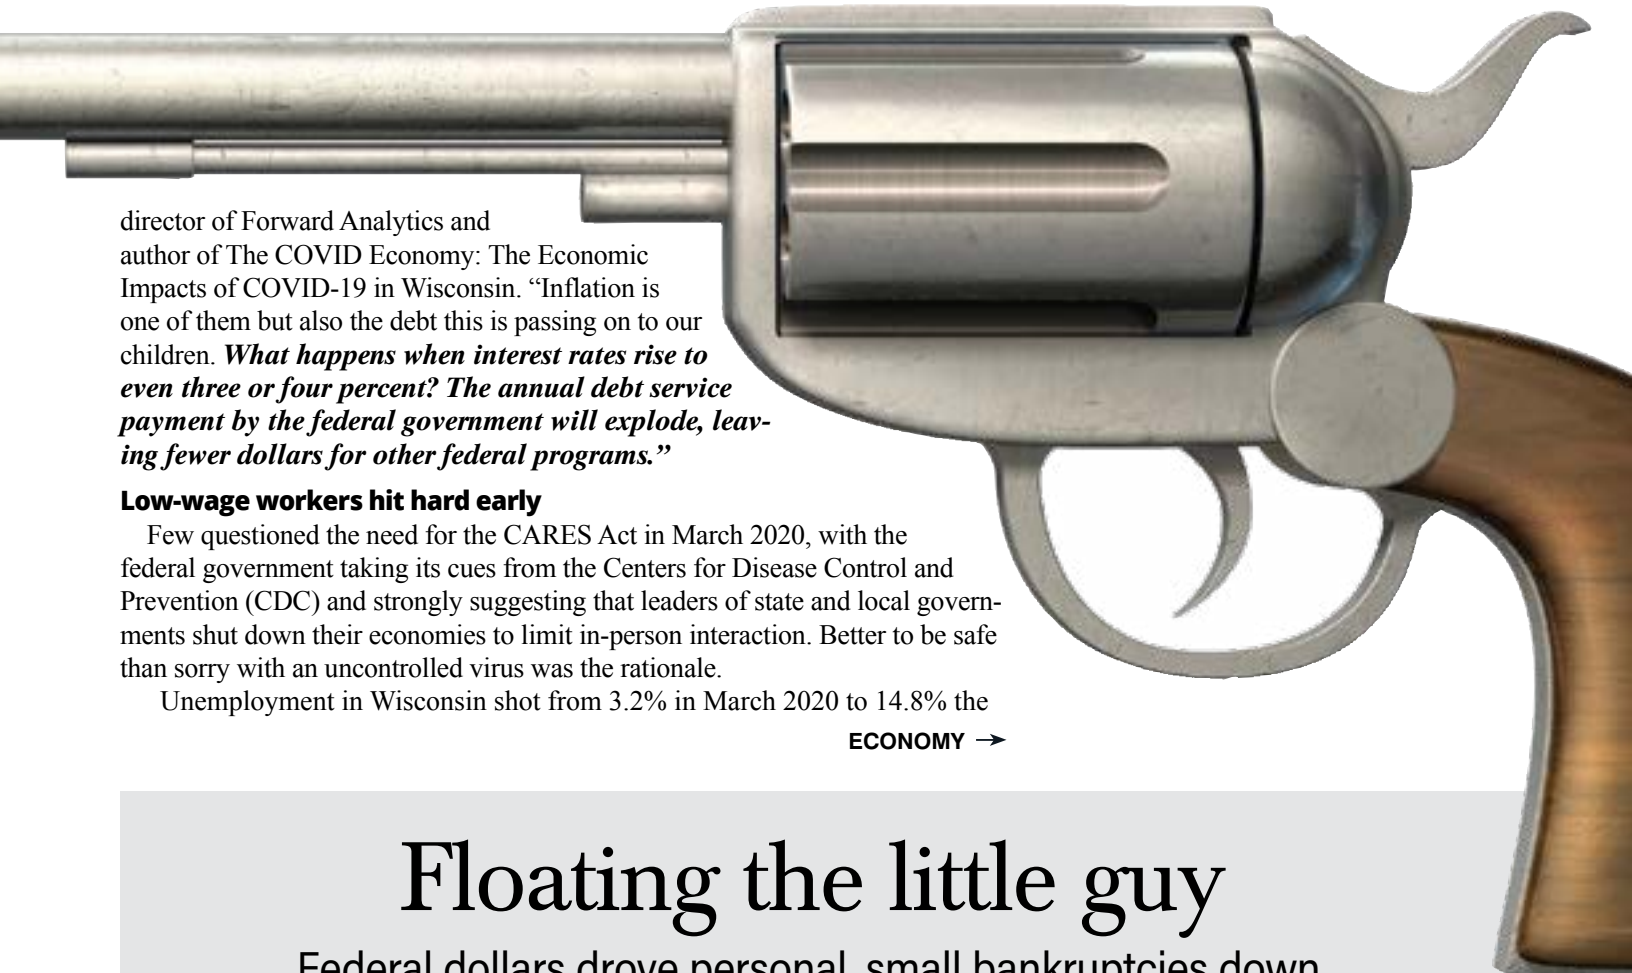 director of Forward Analytics and
author of The COVID Economy: The Economic
Impacts of COVID-19 in Wisconsin. “Inflation is
one of them but also the debt this is passing on to our
children. What happens when interest rates rise to
even three or four percent? The annual debt service
payment by the federal government will explode, leav-
ing fewer dollars for other federal programs.”
Low-wage workers hit hard early
Few questioned the need for the CARES Act in March 2020, with the
federal government taking its cues from the Centers for Disease Control and
Prevention (CDC) and strongly suggesting that leaders of state and local govern-
ments shut down their economies to limit in-person interaction. Better to be safe
than sorry with an uncontrolled virus was the rationale.
Unemployment in Wisconsin shot from 3.2% in March 2020 to 14.8% the
ECONOMY →
Floating the little guy
Federal dollars drove personal, small bankruptcies down